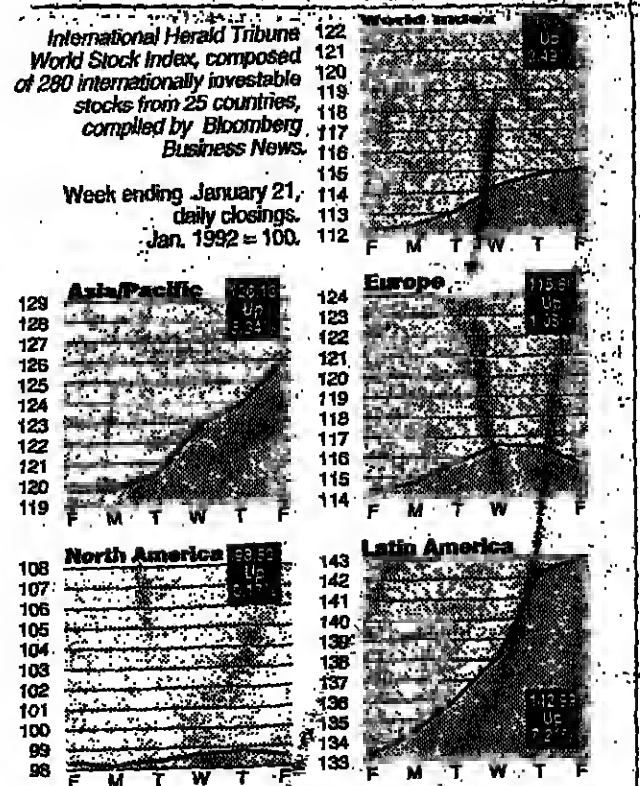 International Herald Tribune
World Stock Index, composed
of 280 internationally investable
stocks from 25 countries,
compiled by Bloomberg
Business News.
Week ending January 21,
daily closings.
Jan. 1992 = 100.
World Index
Up
122
121
120
119
118
117
116
115
114
113
112
F M T W T F
Asia/Pacific
Up
129
128
127
126
125
124
123
122
121
120
119
F M T W T F
Europe
Up
124
123
122
121
120
119
118
117
116
115
114
F M T W T F
North America
Up
108
107
106
105
104
103
102
101
100
99
98
F M T W T F
Latin America
143
142
141
140
139
138
137
136
135
134
133
Up
F M T W T F